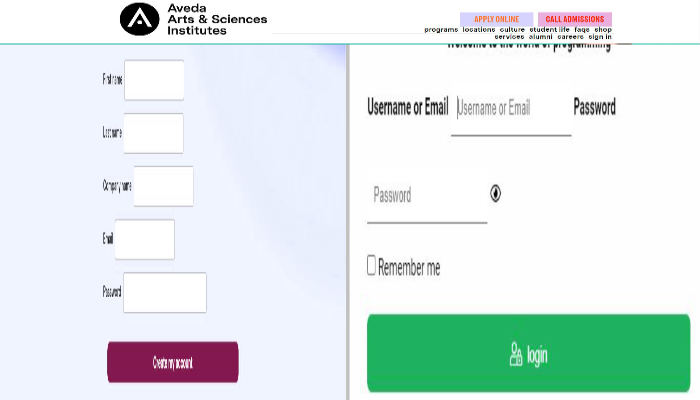 Aveda
Arts & Sciences
Institutes
APPLY ONLINE
CALL ADMISSIONS
programs locations culture student life faqs shop
services alumni careers sign in
First name
Last name
Company name
Email
Password
Create my account
Welcome to the world of programming
Username or Email
Username or Email
Password
Password
Remember me
login